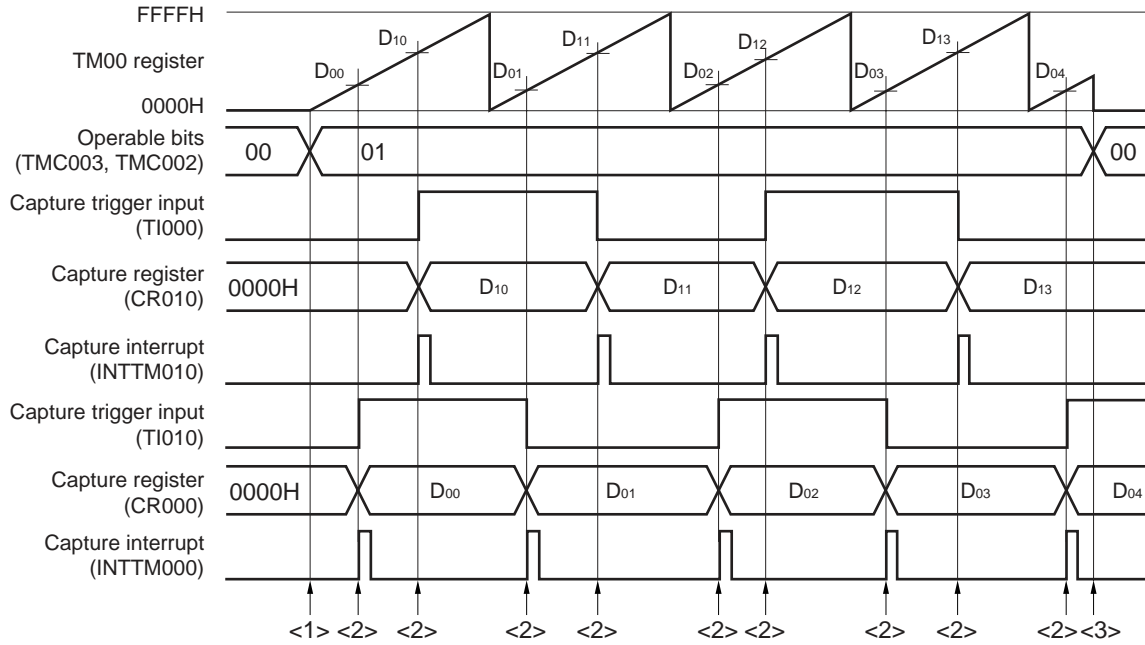 FFFFH
TM00 register
0000H
D10 D11 D12 D13
D00 D01 D02 D03 D04
Operable bits
(TMC003, TMC002)
00 01 00
Capture trigger input
(TI000)
Capture register
(CR010)
0000H D10 D11 D12 D13
Capture interrupt
(INTTM010)
Capture trigger input
(TI010)
Capture register
(CR000)
0000H D00 D01 D02 D03 D04
Capture interrupt
(INTTM000)
<1> <2> <2> <2> <2> <2> <2> <2> <2> <2> <3>